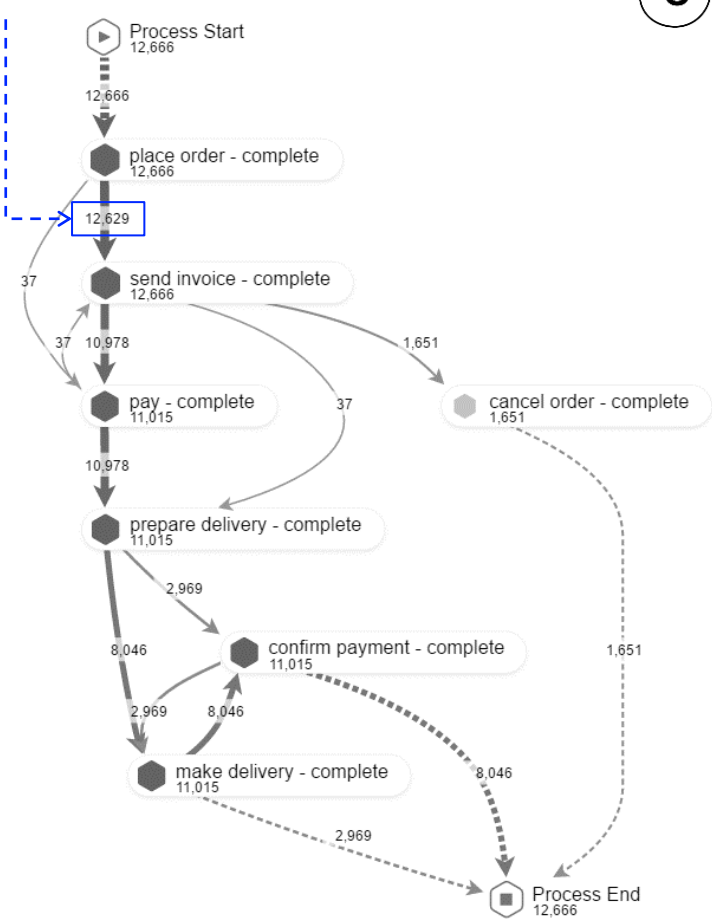 Process Start
12,666
12,666
place order - complete
12,666
12,629
37
send invoice - complete
12,666
37
10,978
1,651
37
pay - complete
11,015
cancel order - complete
1,651
10,978
prepare delivery - complete
11,015
2,969
8,046
confirm payment - complete
11,015
1,651
2,969
8,046
make delivery - complete
11,015
8,046
2,969
Process End
12,666